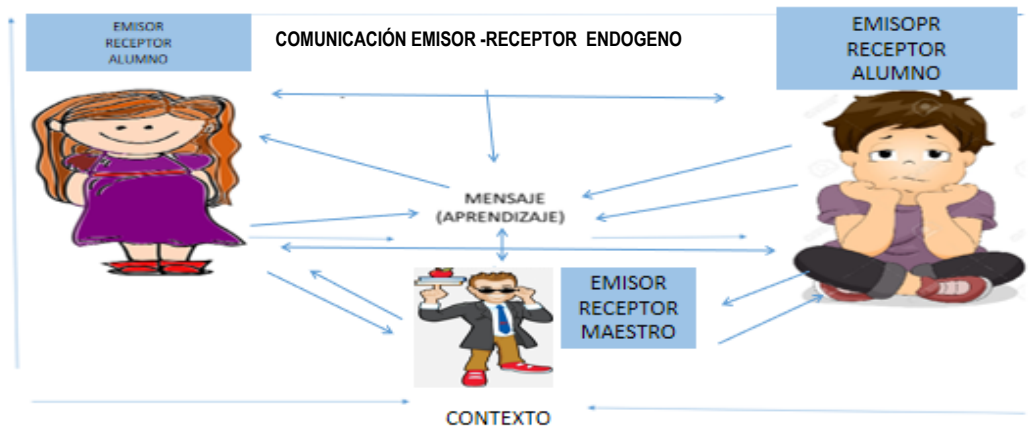 EMISOR
RECEPTOR
ALUMNO
COMUNICACIÓN EMISOR -RECEPTOR ENDOGENO
EMISOPR
RECEPTOR
ALUMNO
MENSAJE
(APRENDIZAJE)
EMISOR
RECEPTOR
MAESTRO
CONTEXTO